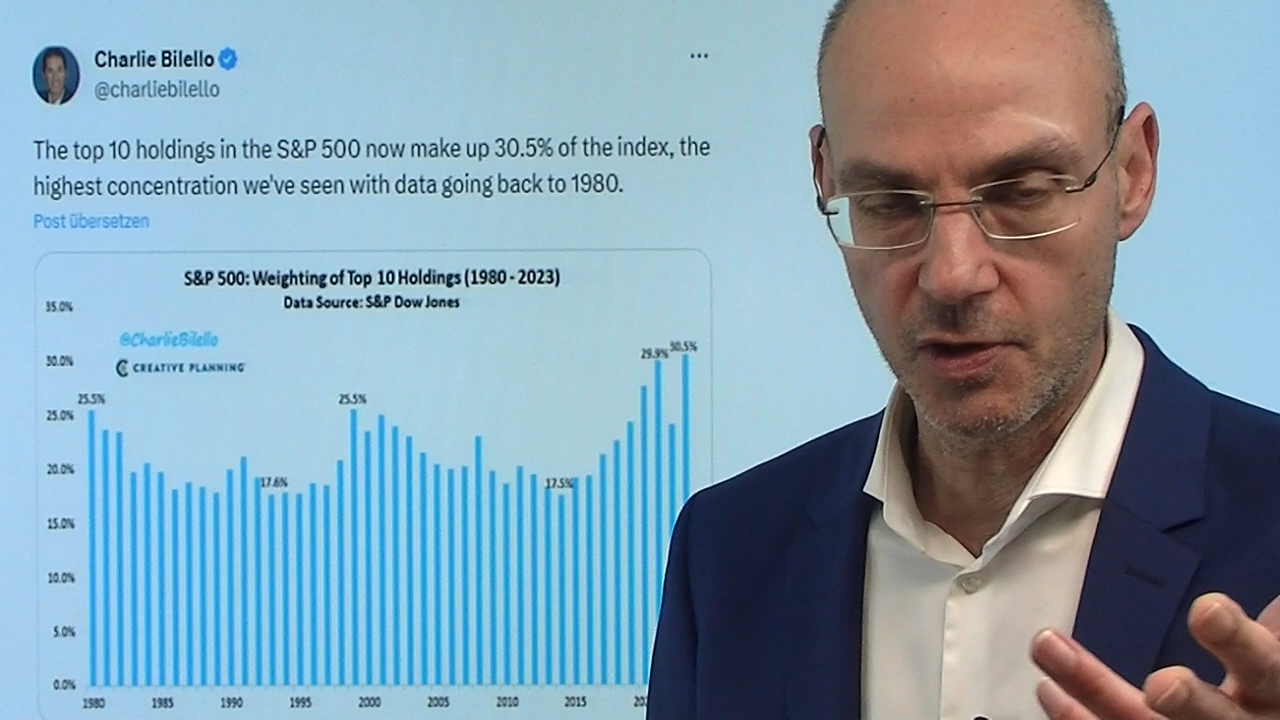 Charlie Bilello
@charliebilello
The top 10 holdings in the S&P 500 now make up 30.5% of the index, the
highest concentration we've seen with data going back to 1980.
Post übersetzen
S&P 500: Weighting of Top 10 Holdings (1980 - 2023)
Data Source: S&P Dow Jones
35.0%
@CharlieBilello
30.5%
29.9%
30.0%
CREATIVE PLANNING
25.5%
25.5%
25.0%
20.0%
17.6%
17.5%
15.0%
10.0%
5.0%
0.0%
1980 1985 1990 1995 2000 2005 2010 2015